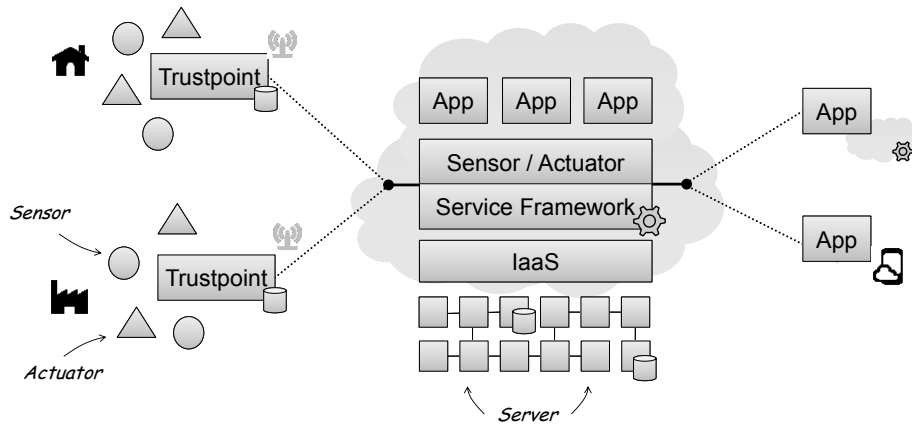 Trustpoint
App
App
App
App
Sensor / Actuator
Service Framework
Sensor
Trustpoint
App
IaaS
Actuator
Server